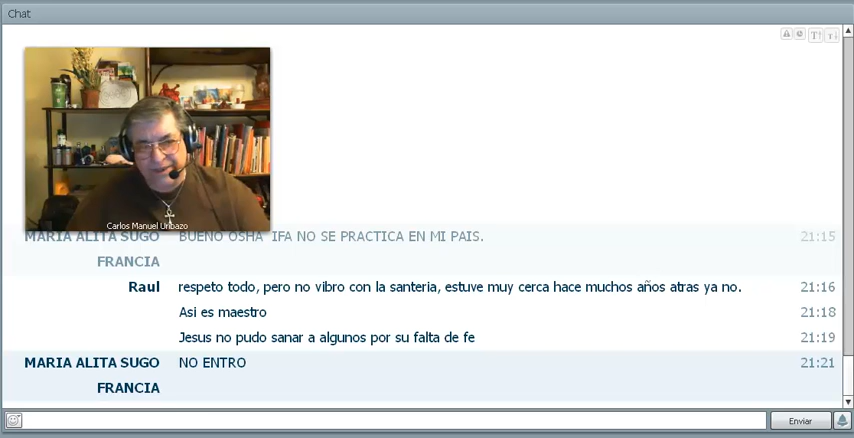 Chat
Carlos Manuel Uribazo
MARIA ALITA SUGO BUENO OSHA IFA NO SE PRACTICA EN MI PAIS. 21:15
FRANCIA
Raul respeto todo, pero no vibro con la santeria, estuve muy cerca hace muchos años atras ya no. 21:16
Asi es maestro 21:18
Jesus no pudo sanar a algunos por su falta de fe 21:19
MARIA ALITA SUGO NO ENTRO 21:21
FRANCIA
Enviar